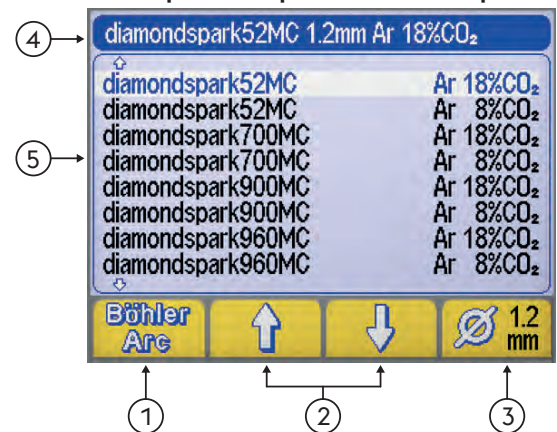 4
diamondspark52MC 1.2mm Ar 18%CO₂
5
diamondspark52MC Ar 18%CO₂
diamondspark52MC Ar 8%CO₂
diamondspark700MC Ar 18%CO₂
diamondspark700MC Ar 8%CO₂
diamondspark900MC Ar 18%CO₂
diamondspark900MC Ar 8%CO₂
diamondspark960MC Ar 18%CO₂
diamondspark960MC Ar 8%CO₂
Böhler
Arc
Ø 1.2
mm
1 2 3